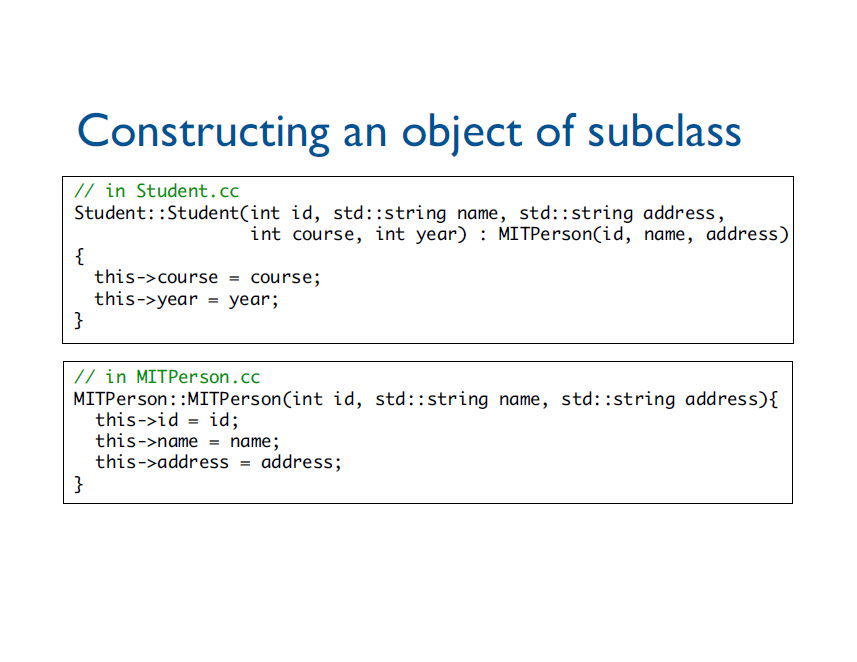 Constructing an object of subclass
// in Student.cc
Student::Student(int id, std::string name, std::string address,
                 int course, int year) : MITPerson(id, name, address)
{
  this->course = course;
  this->year = year;
}
// in MITPerson.cc
MITPerson::MITPerson(int id, std::string name, std::string address){
  this->id = id;
  this->name = name;
  this->address = address;
}